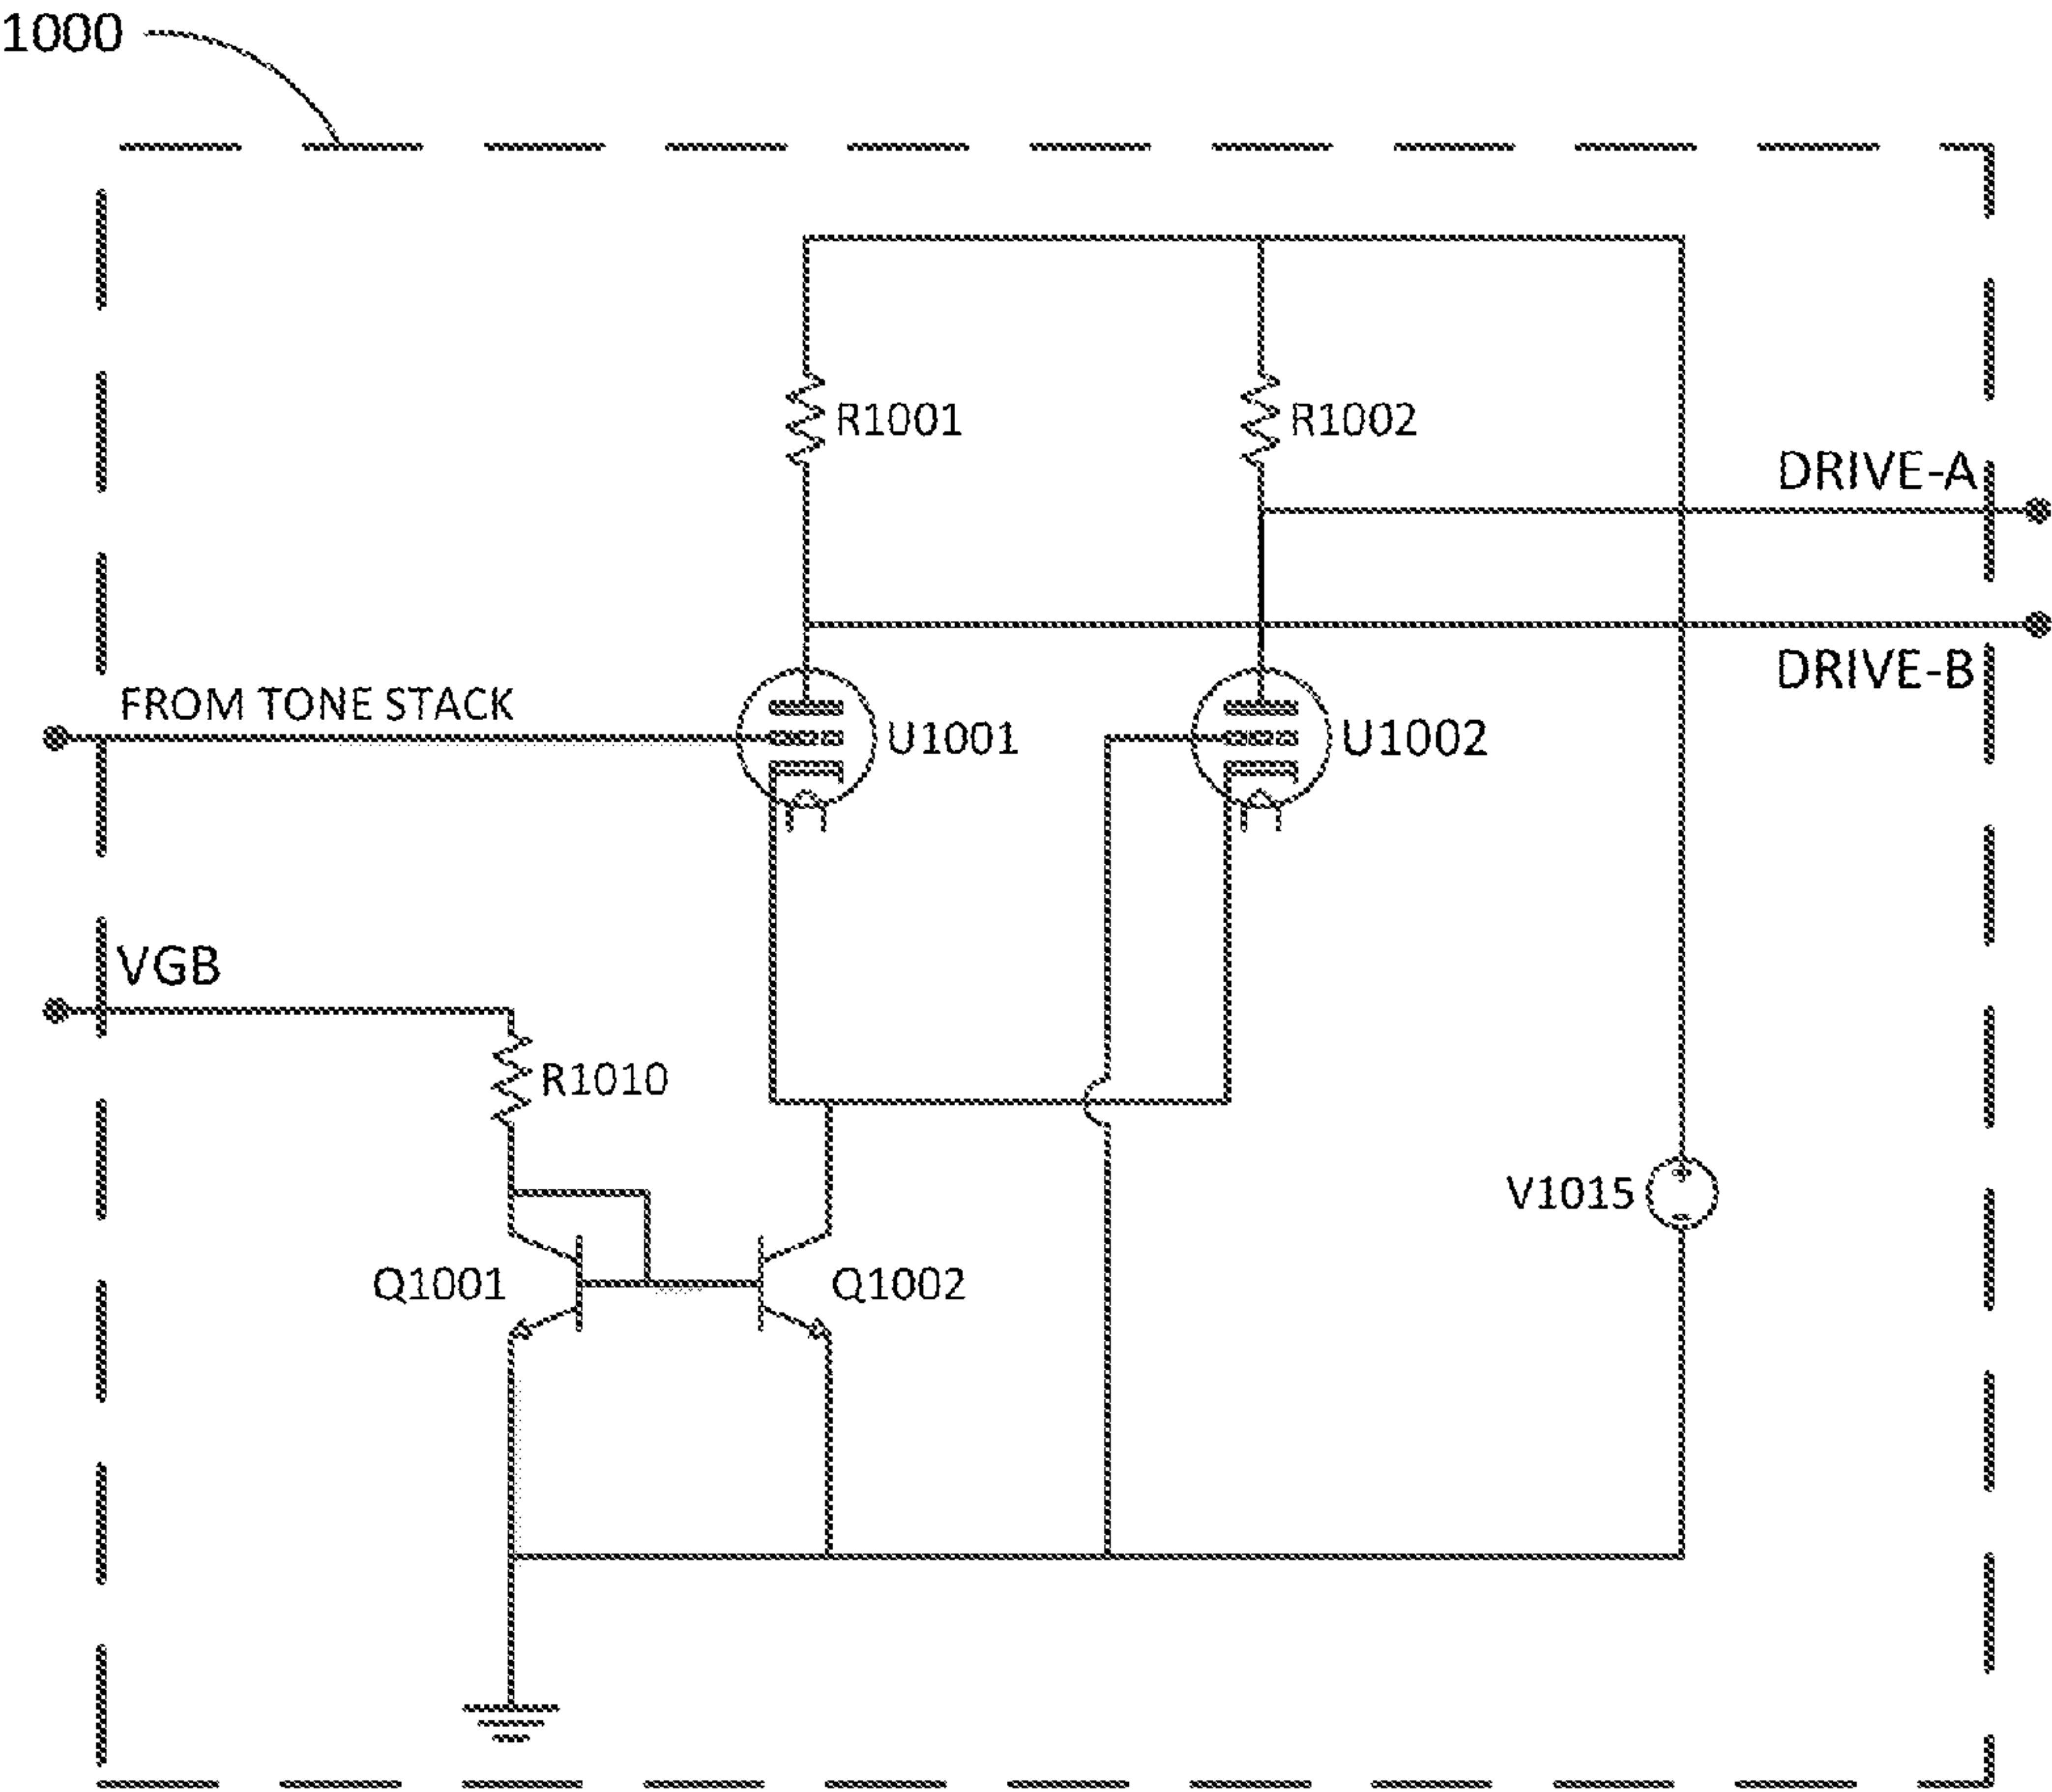 1000
R1001
R1002
DRIVE-A
DRIVE-B
FROM TONE STACK
U1001
U1002
VGB
R1010
V1015
Q1001
Q1002